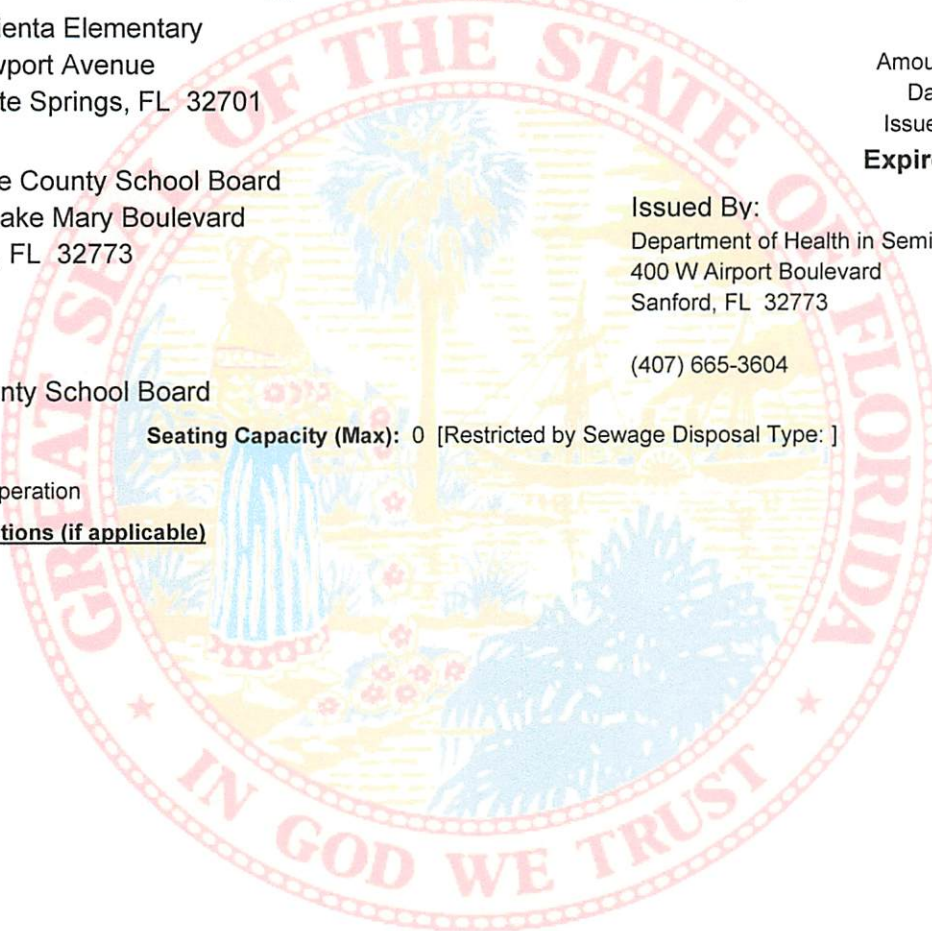 ienta Elementary
wport Avenue
te Springs, FL 32701
e County School Board
ake Mary Boulevard
, FL 32773
nty School Board
Amou
Da
Issue
Expire
Issued By:
Department of Health in Semi
400 W Airport Boulevard
Sanford, FL 32773
(407) 665-3604
Seating Capacity (Max): 0 [Restricted by Sewage Disposal Type: ]
peration
tions (if applicable)
GREAT SEAL OF THE STATE OF FLORIDA
IN GOD WE TRUST